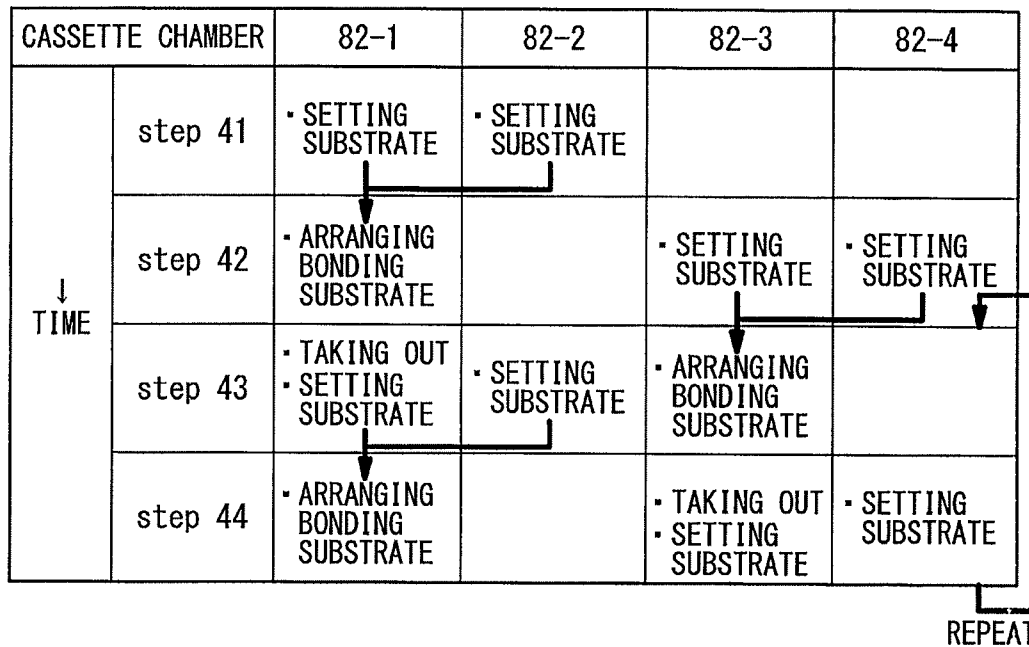 CASSETTE CHAMBER 82-1 82-2 82-3 82-4
↓
TIME
step 41
・SETTING
SUBSTRATE
・SETTING
SUBSTRATE
step 42
・ARRANGING
BONDING
SUBSTRATE
・SETTING
SUBSTRATE
・SETTING
SUBSTRATE
step 43
・TAKING OUT
・SETTING
SUBSTRATE
・SETTING
SUBSTRATE
・ARRANGING
BONDING
SUBSTRATE
step 44
・ARRANGING
BONDING
SUBSTRATE
・TAKING OUT
・SETTING
SUBSTRATE
・SETTING
SUBSTRATE
REPEAT